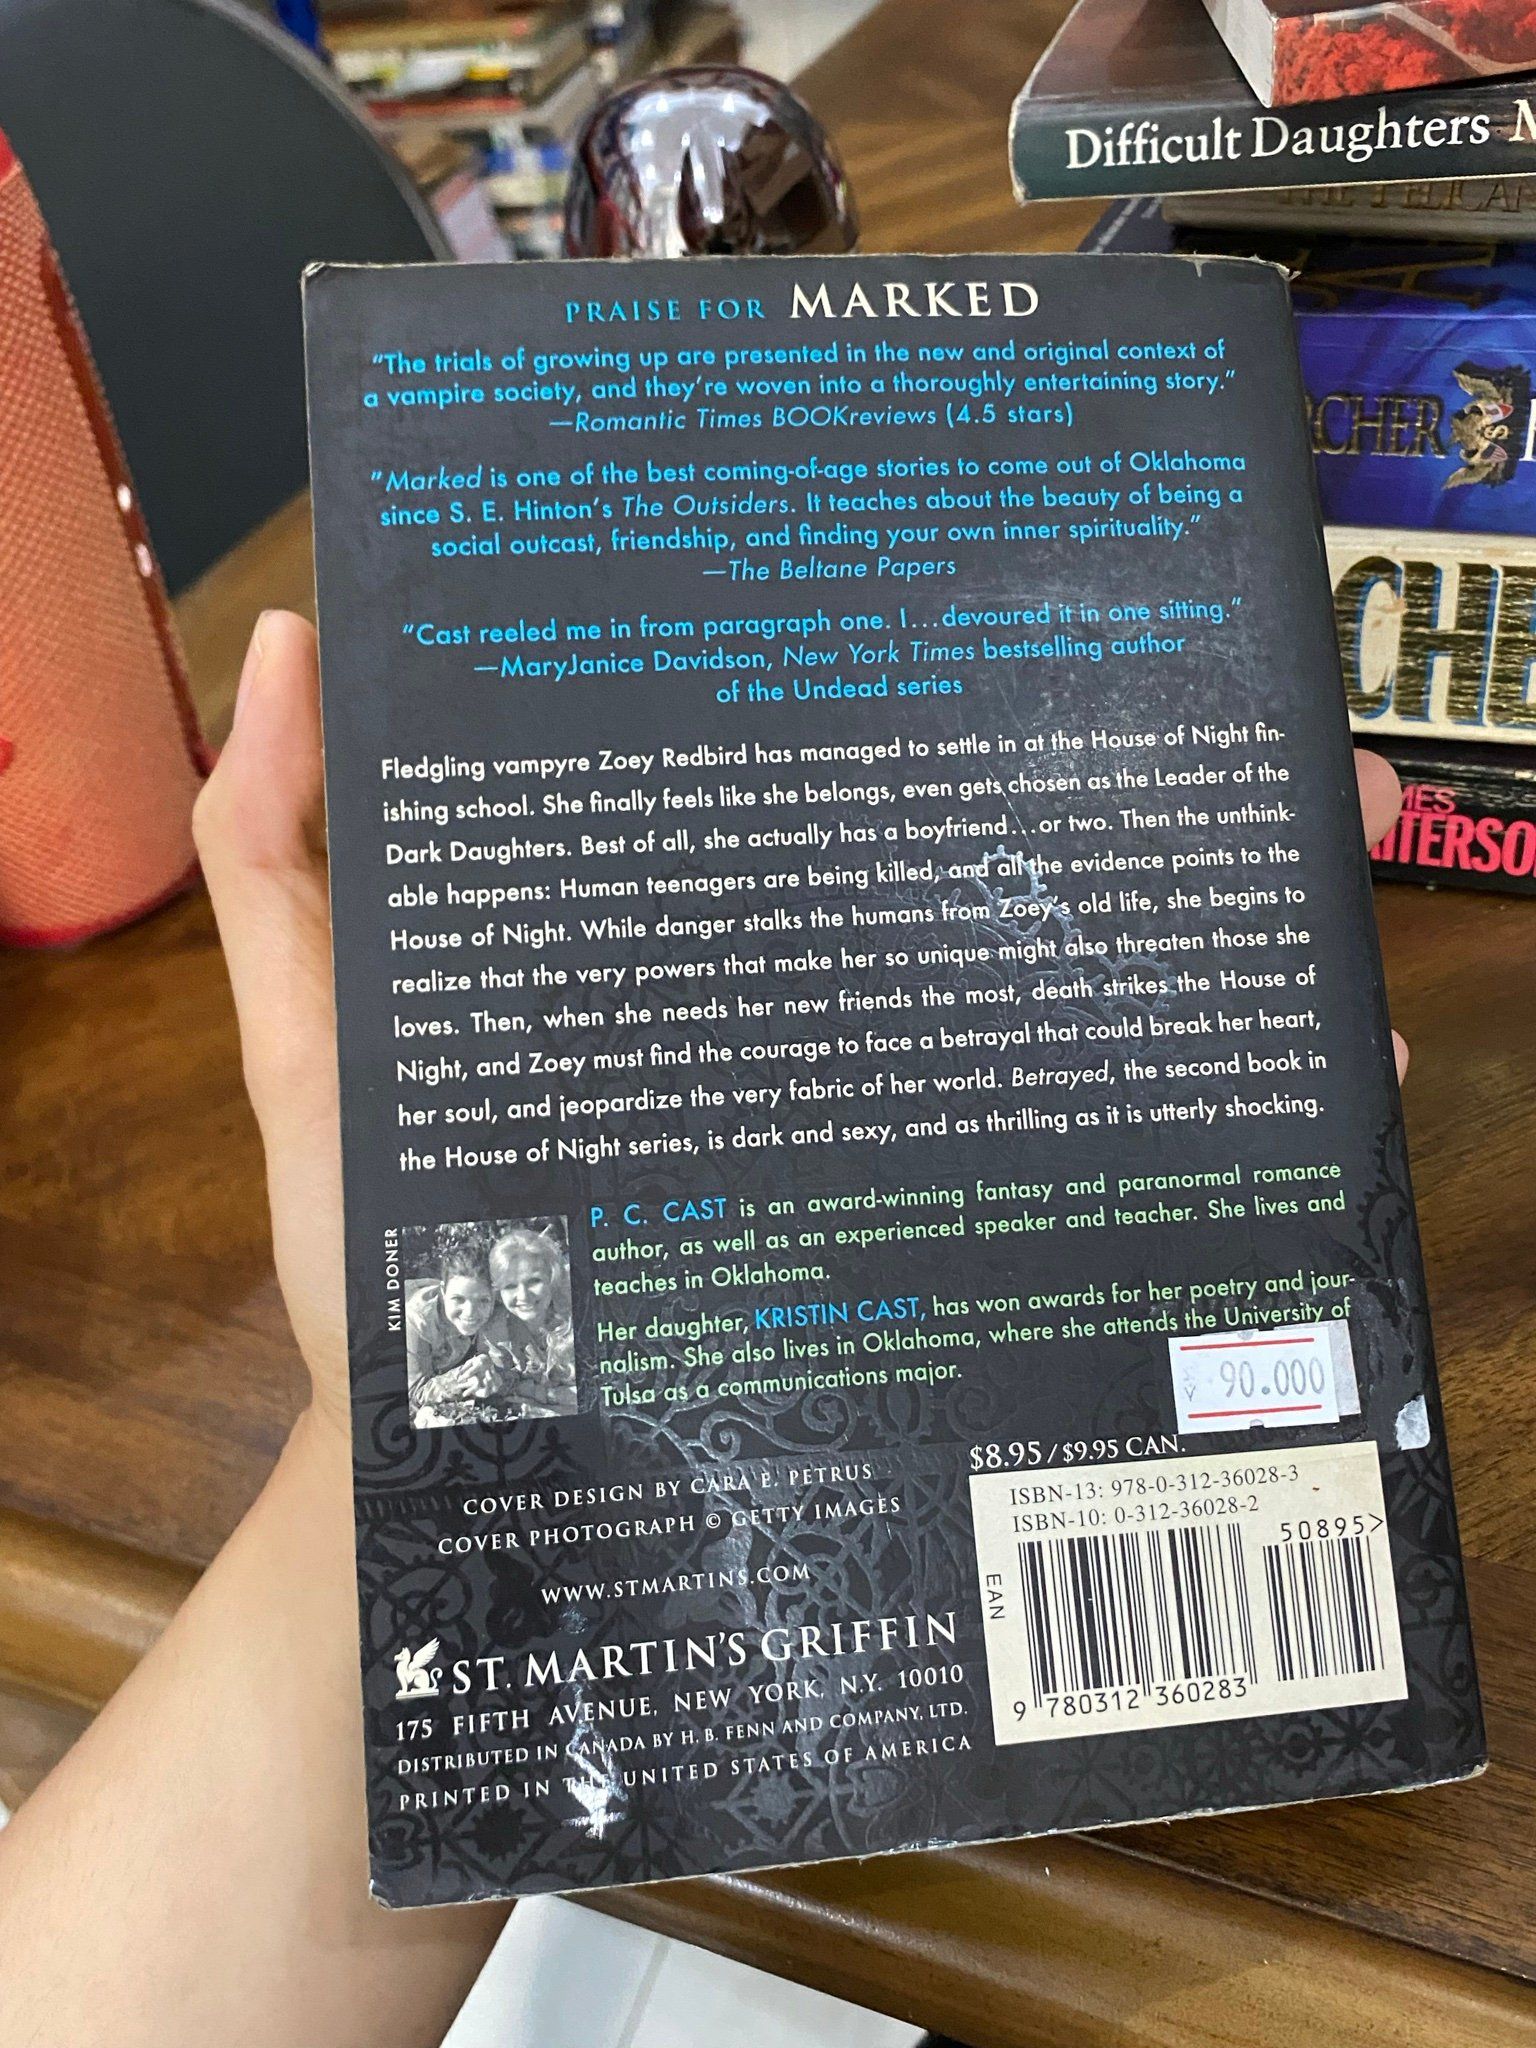 Difficult Daughters
THE PELICAN
RCHER
CHE
MES
TTERSO
PRAISE FOR MARKED
"The trials of growing up are presented in the new and original context of
a vampire society, and they're woven into a thoroughly entertaining story."
—Romantic Times BOOKreviews (4.5 stars)
"Marked is one of the best coming-of-age stories to come out of Oklahoma
since S. E. Hinton's The Outsiders. It teaches about the beauty of being a
social outcast, friendship, and finding your own inner spirituality."
—The Beltane Papers
"Cast reeled me in from paragraph one. I...devoured it in one sitting."
—MaryJanice Davidson, New York Times bestselling author
of the Undead series
Fledgling vampyre Zoey Redbird has managed to settle in at the House of Night fin-
ishing school. She finally feels like she belongs, even gets chosen as the Leader of the
Dark Daughters. Best of all, she actually has a boyfriend...or two. Then the unthink-
able happens: Human teenagers are being killed, and all the evidence points to the
House of Night. While danger stalks the humans from Zoey's old life, she begins to
realize that the very powers that make her so unique might also threaten those she
loves. Then, when she needs her new friends the most, death strikes the House of
Night, and Zoey must find the courage to face a betrayal that could break her heart,
her soul, and jeopardize the very fabric of her world. Betrayed, the second book in
the House of Night series, is dark and sexy, and as thrilling as it is utterly shocking.
KIM DONER
P. C. CAST is an award-winning fantasy and paranormal romance
author, as well as an experienced speaker and teacher. She lives and
teaches in Oklahoma.
Her daughter, KRISTIN CAST, has won awards for her poetry and jour-
nalism. She also lives in Oklahoma, where she attends the University of
Tulsa as a communications major.
90.000
$8.95/$9.95 CAN.
COVER DESIGN BY CARA E. PETRUS
COVER PHOTOGRAPH © GETTY IMAGES
WWW.STMARTINS.COM
ST. MARTIN'S GRIFFIN
175 FIFTH AVENUE, NEW YORK, N.Y. 10010
DISTRIBUTED IN CANADA BY H. B. FENN AND COMPANY, LTD.
PRINTED IN THE UNITED STATES OF AMERICA
ISBN-13: 978-0-312-36028-3
ISBN-10: 0-312-36028-2
50895>
EAN
9 780312 360283